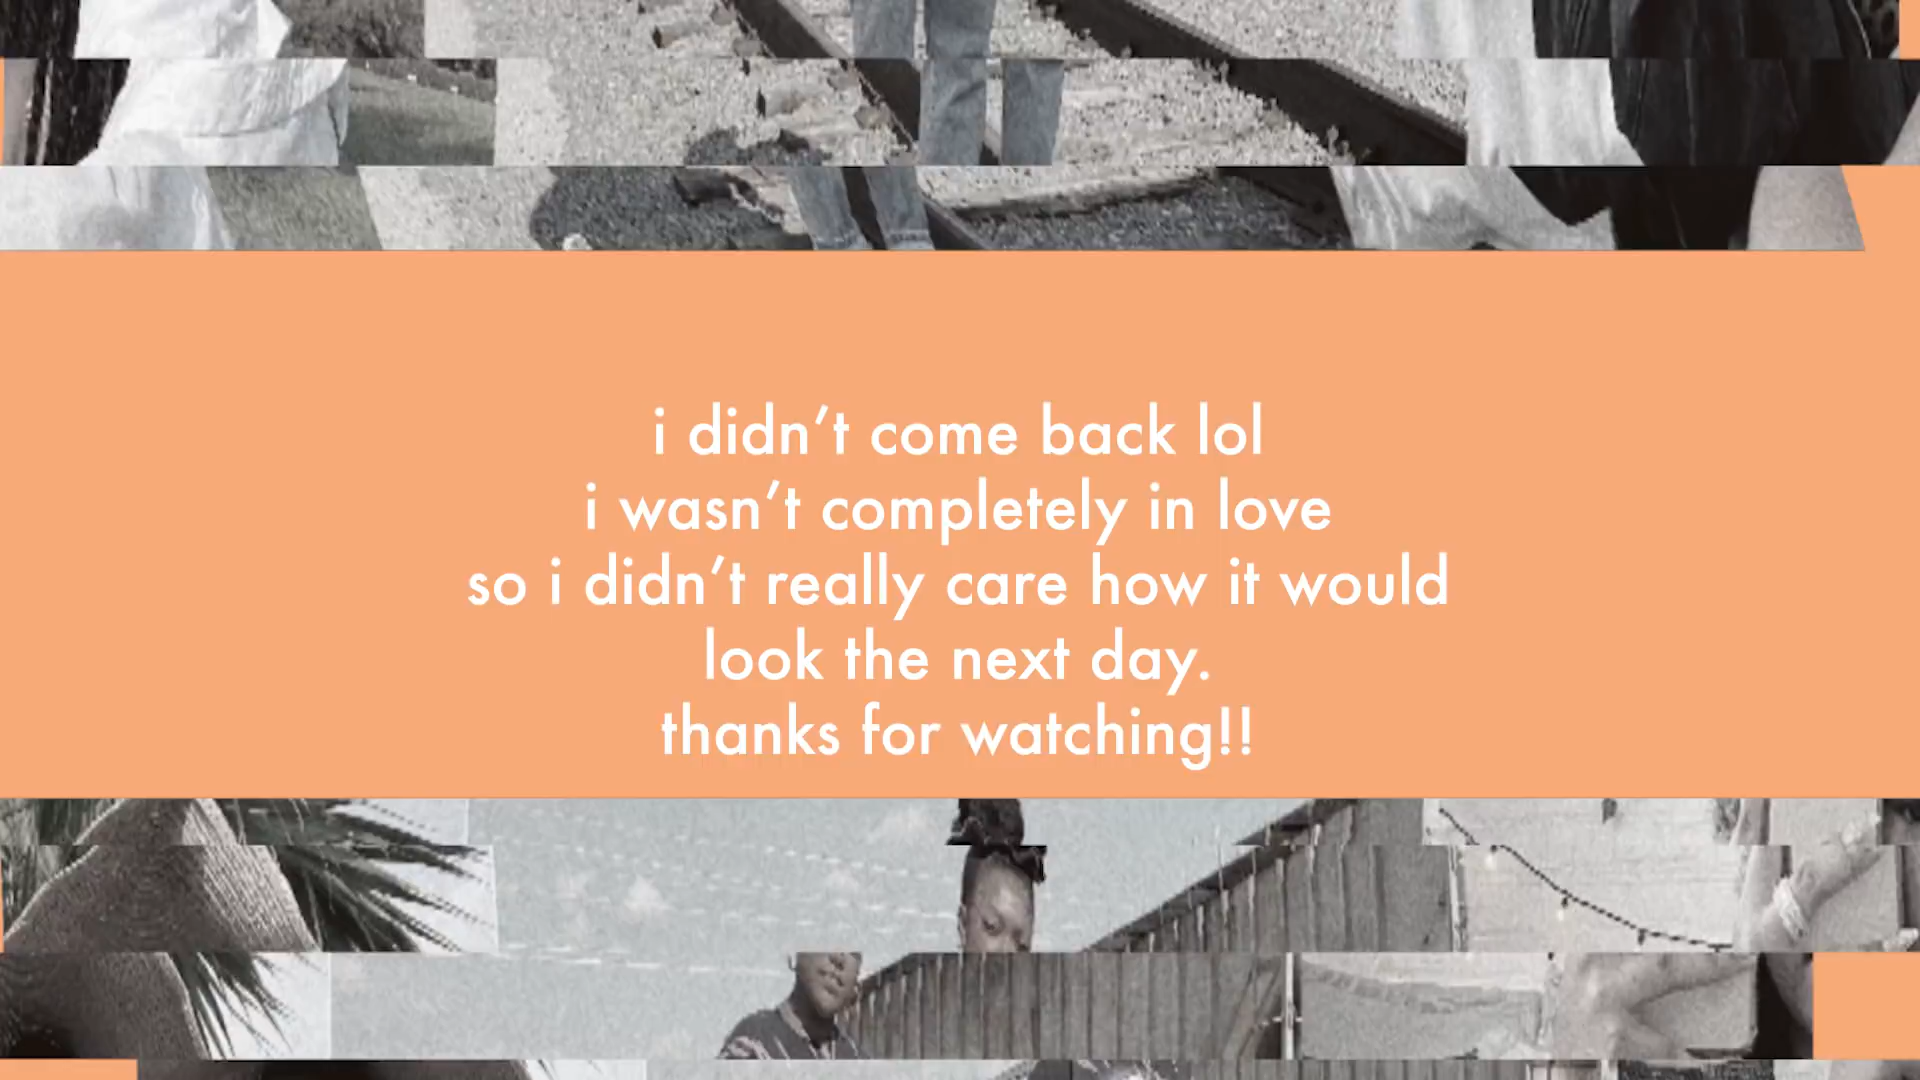 i didn't come back lol
i wasn't completely in love
so i didn't really care how it would
look the next day.
thanks for watching!!